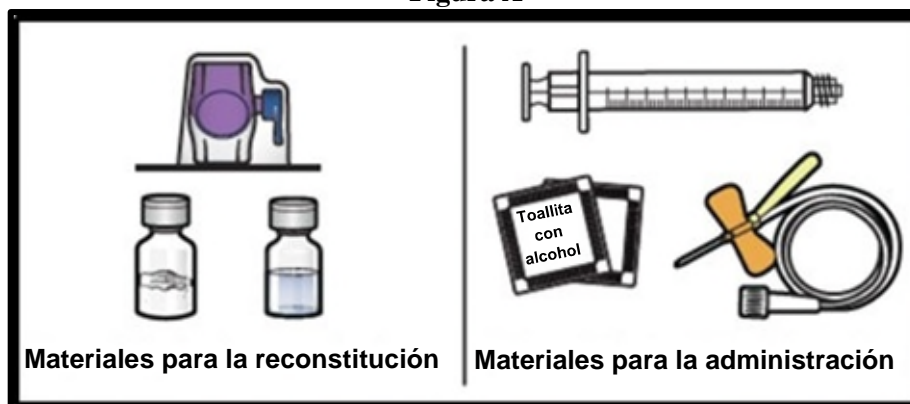 Figura A
Toallita
con
alcohol
Materiales para la reconstitución
Materiales para la administración